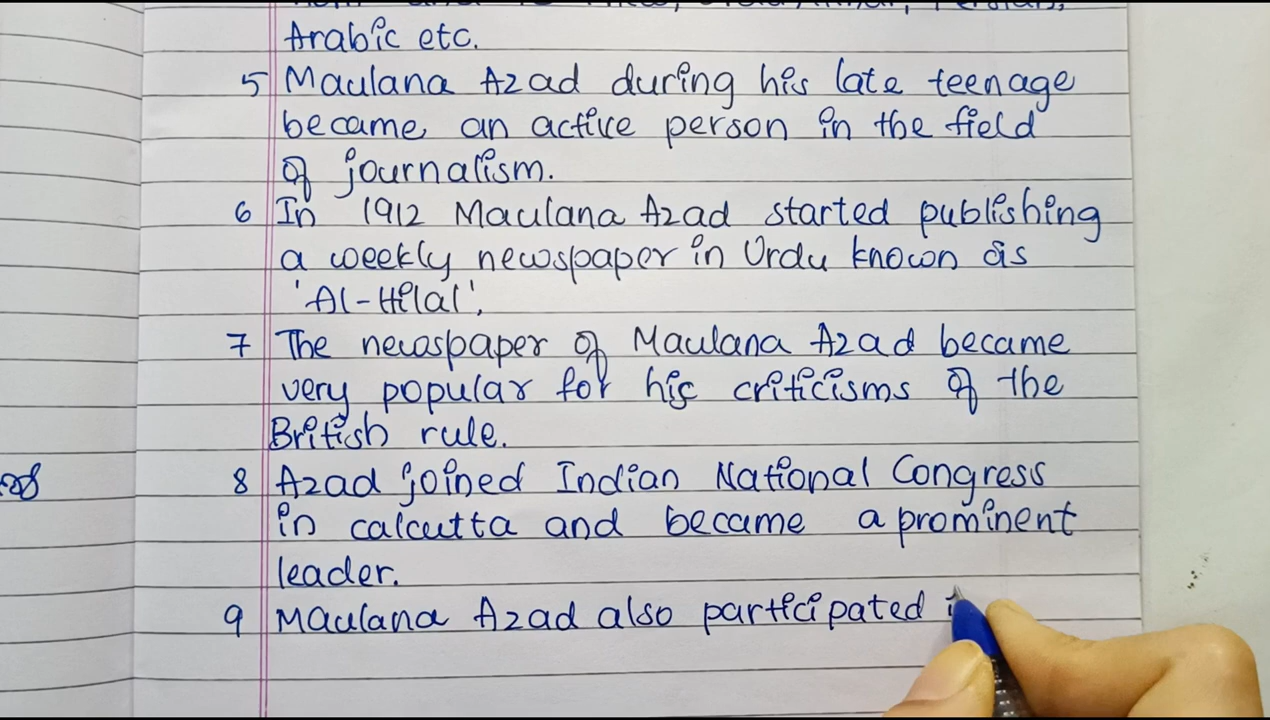 Arabic etc.
5 Maulana Azad during his late teenage
became an active person in the field
of journalism.
6 In 1912 Maulana Azad started publishing
a weekly newspaper in Urdu known as
'Al-Hilal'.
7 The newspaper of Maulana Azad became
very popular for his criticisms of the
British rule.
8 Azad joined Indian National Congress
in calcutta and became a prominent
leader.
9 Maulana Azad also participated i